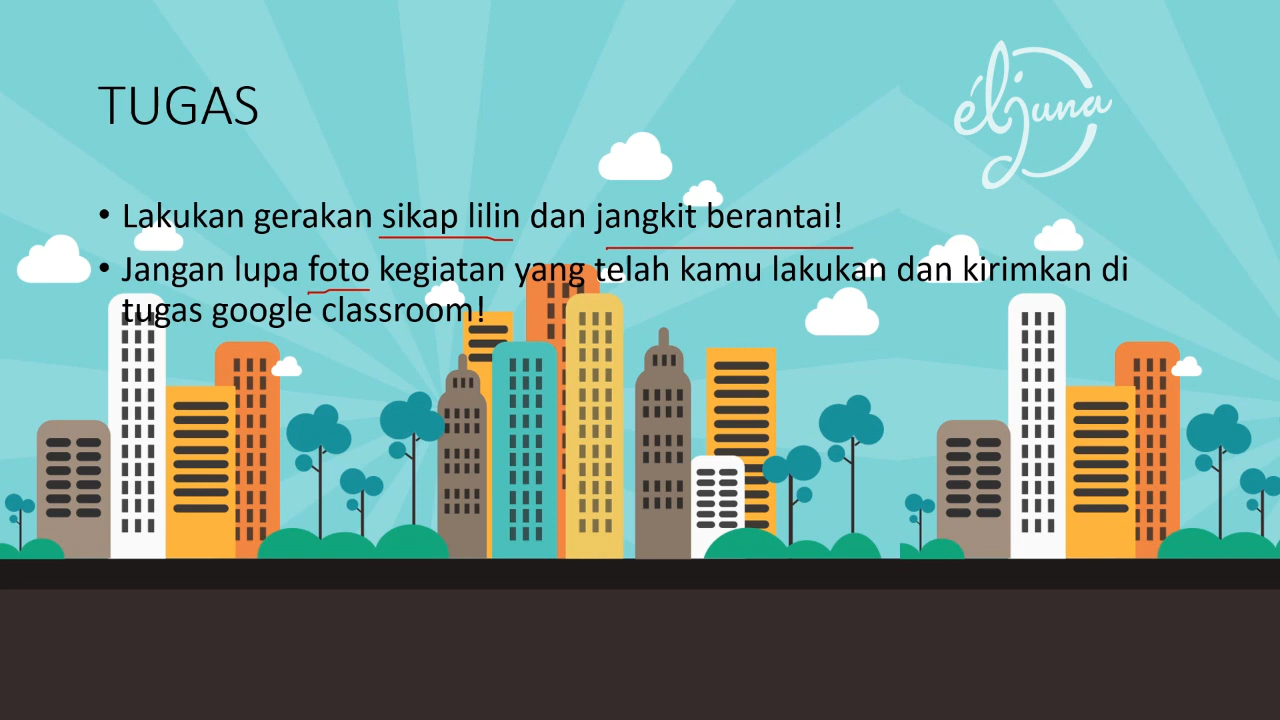 TUGAS
éljuna
• Lakukan gerakan sikap lilin dan jangkit berantai!
• Jangan lupa foto kegiatan yang telah kamu lakukan dan kirimkan di
tugas google classroom!